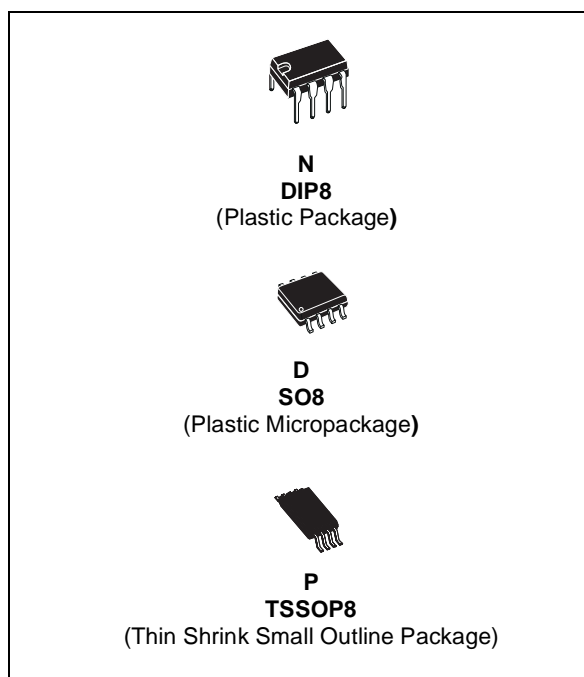 N
DIP8
(Plastic Package)
D
SO8
(Plastic Micropackage)
P
TSSOP8
(Thin Shrink Small Outline Package)